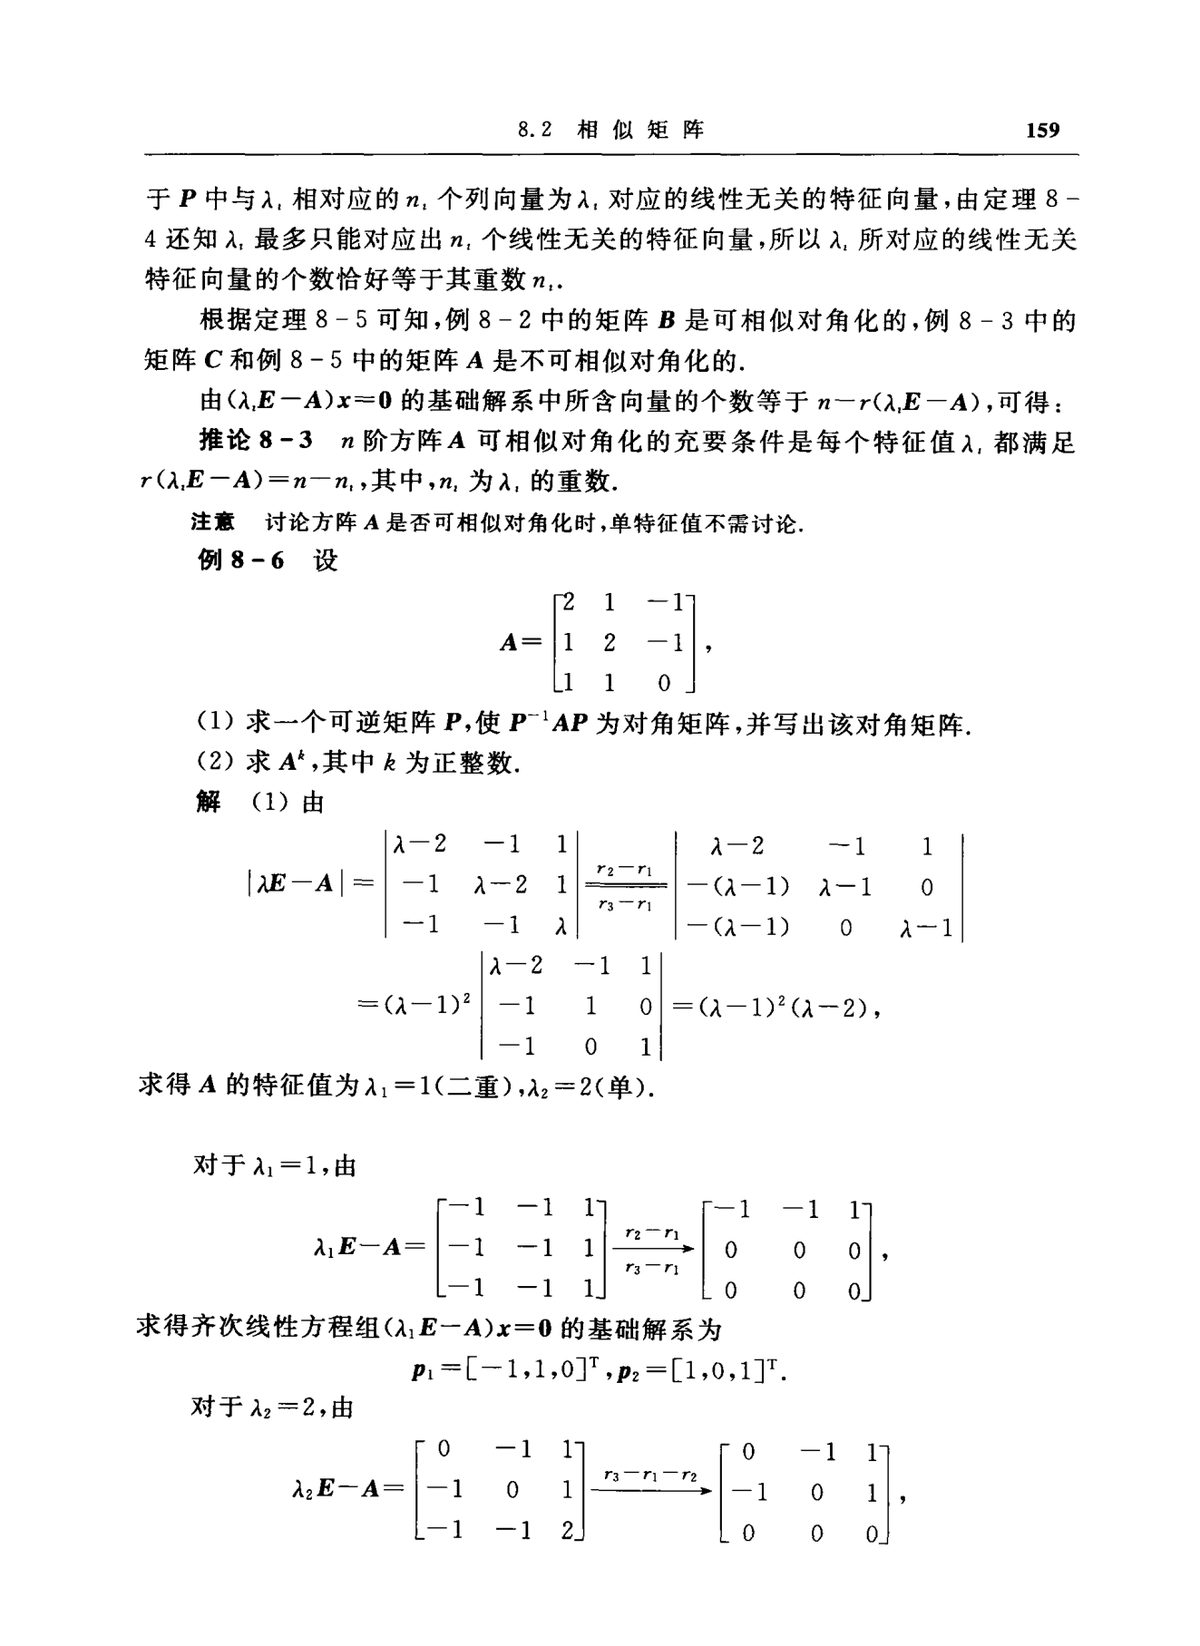 8.2 相似矩阵 159
于 P 中与 λᵢ 相对应的 nᵢ 个列向量为 λᵢ 对应的线性无关的特征向量,由定理 8-
4 还知 λᵢ 最多只能对应出 nᵢ 个线性无关的特征向量,所以 λᵢ 所对应的线性无关
特征向量的个数恰好等于其重数 nᵢ.
根据定理 8-5 可知,例 8-2 中的矩阵 B 是可相似对角化的,例 8-3 中的
矩阵 C 和例 8-5 中的矩阵 A 是不可相似对角化的.
由(λᵢE-A)x=0 的基础解系中所含向量的个数等于 n-r(λᵢE-A),可得:
推论 8-3 n 阶方阵 A 可相似对角化的充要条件是每个特征值 λᵢ 都满足
r(λᵢE-A)=n-nᵢ,其中,nᵢ 为 λᵢ 的重数.
注意 讨论方阵 A 是否可相似对角化时,单特征值不需讨论.
例 8-6 设
2 1 -1
A= 1 2 -1 ,
1 1 0
(1) 求一个可逆矩阵 P,使 P⁻¹AP 为对角矩阵,并写出该对角矩阵.
(2) 求 Aᵏ,其中 k 为正整数.
解 (1) 由
λ-2 -1 1 r₂-r₁ λ-2 -1 1
|λE-A|= -1 λ-2 1 = -(λ-1) λ-1 0
-1 -1 λ r₃-r₁ -(λ-1) 0 λ-1
λ-2 -1 1
=(λ-1)² -1 1 0 =(λ-1)²(λ-2),
-1 0 1
求得 A 的特征值为 λ₁=1(二重),λ₂=2(单).
对于 λ₁=1,由
-1 -1 1 r₂-r₁ -1 -1 1
λ₁E-A= -1 -1 1 → 0 0 0 ,
-1 -1 1 r₃-r₁ 0 0 0
求得齐次线性方程组(λ₁E-A)x=0 的基础解系为
p₁=[-1,1,0]ᵀ,p₂=[1,0,1]ᵀ.
对于 λ₂=2,由
0 -1 1 r₃-r₁-r₂ 0 -1 1
λ₂E-A= -1 0 1 → -1 0 1 ,
-1 -1 2 0 0 0